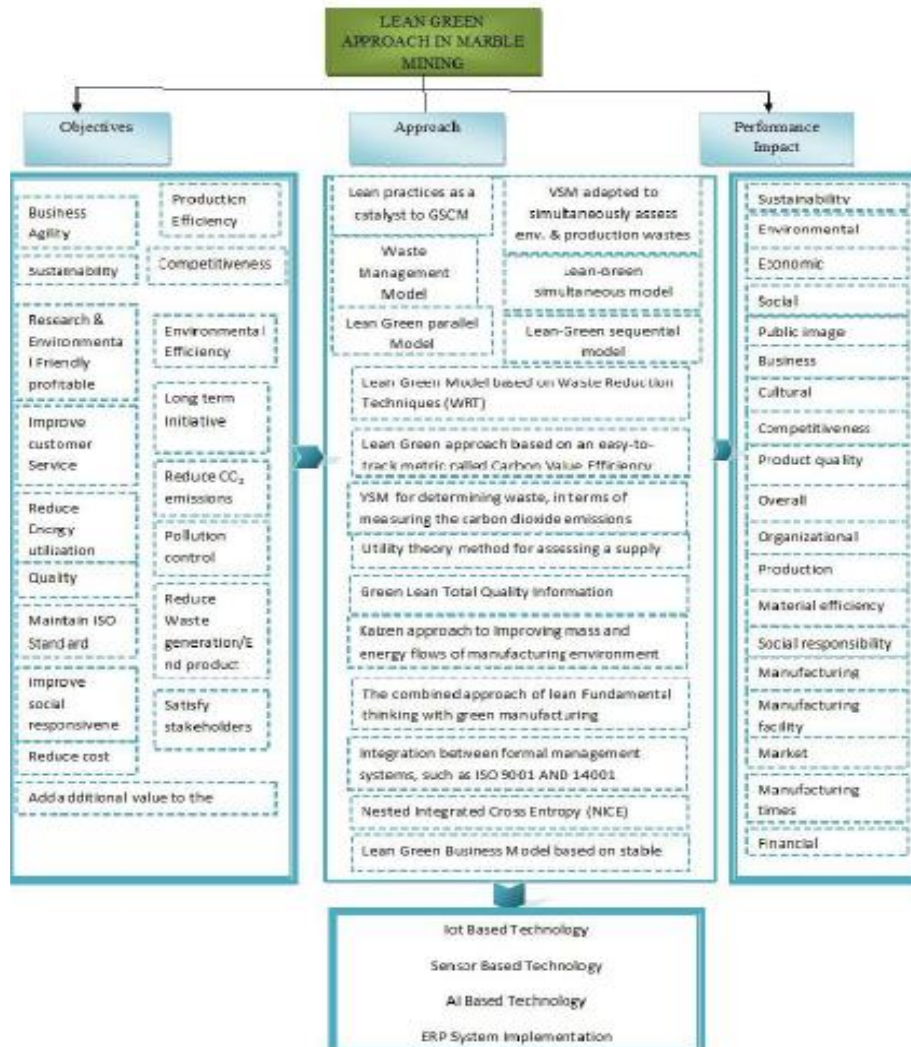 LEAN GREEN
APPROACH IN MARBLE
MINING
Objectives
Approach
Performance
Impact
Business
Agility
Production
Efficiency
Sustainability
Competitiveness
Research &
Environmenta
l Friendly
profitable
Environmental
Efficiency
Long term
Initiative
Improve
customer
Service
Reduce CO₂
emissions
Reduce
Energy
utilization
Pollution
control
Quality
Reduce
Waste
generation/E
nd product
Maintain ISO
Standard
Improve
social
responsivene
Satisfy
stakeholders
Reduce cost
Add additional value to the
Lean practices as a
catalyst to GSCM
VSM adapted to
simultaneously assess
env. & production wastes
Waste
Management
Model
Lean-Green
simultaneous model
Lean Green parallel
Model
Lean-Green sequential
model
Lean Green Model based on Waste Reduction
Techniques (WRT)
Lean Green approach based on an easy-to-
track metric called Carbon Value Efficiency
VSM for determining waste, in terms of
measuring the carbon dioxide emissions
Utility theory method for assessing a supply
Green Lean Total Quality Information
Kaizen approach to Improving mass and
energy flows of manufacturing environment
The combined approach of lean Fundamental
thinking with green manufacturing
Integration between formal management
systems, such as ISO 9001 AND 14001
Nested Integrated Cross Entropy (NICE)
Lean Green Business Model based on stable
Sustainability
Environmental
Economic
Social
Public image
Business
Cultural
Competitiveness
Product quality
Overall
Organizational
Production
Material efficiency
Social responsibility
Manufacturing
Manufacturing
facility
Market
Manufacturing
times
Financial
Iot Based Technology
Sensor Based Technology
AI Based Technology
ERP System Implementation